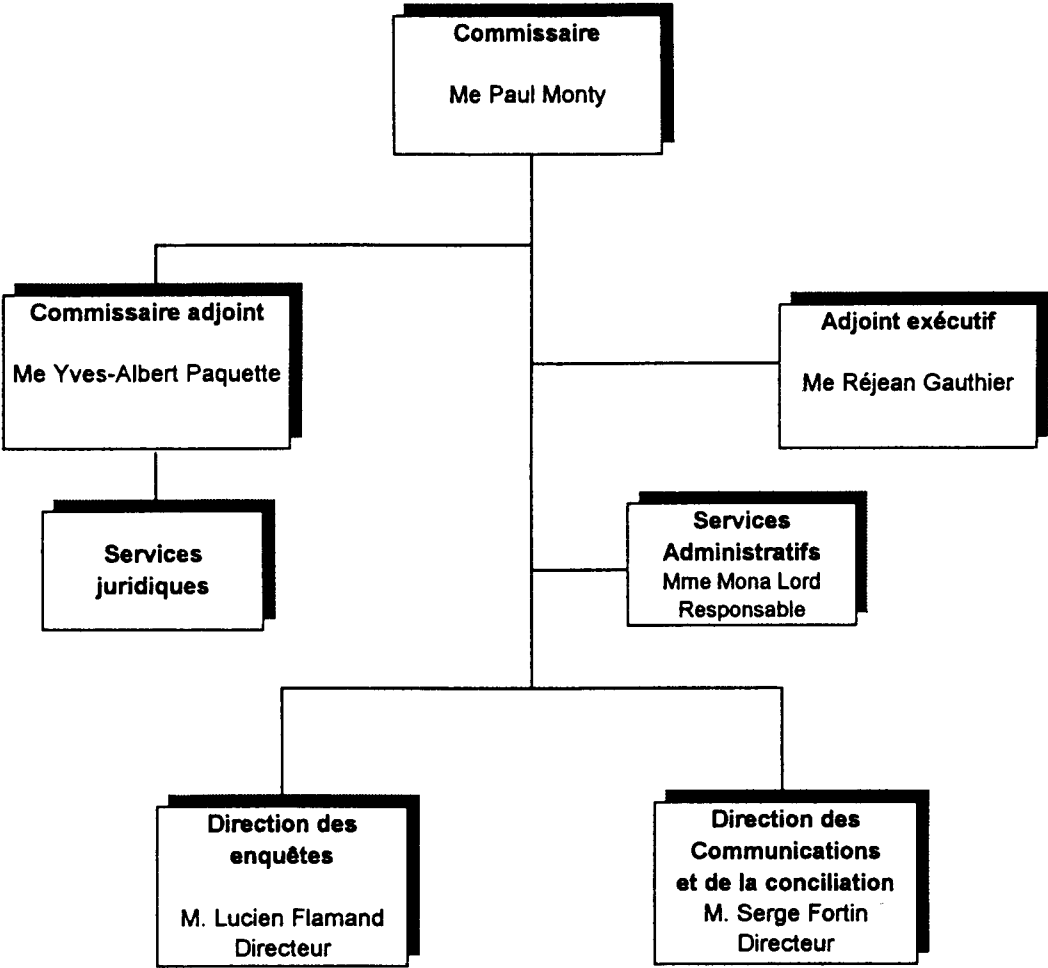 Commissaire
Me Paul Monty
Commissaire adjoint
Me Yves-Albert Paquette
Adjoint exécutif
Me Réjean Gauthier
Services
juridiques
Services
Administratifs
Mme Mona Lord
Responsable
Direction des
enquêtes
M. Lucien Flamand
Directeur
Direction des
Communications
et de la conciliation
M. Serge Fortin
Directeur